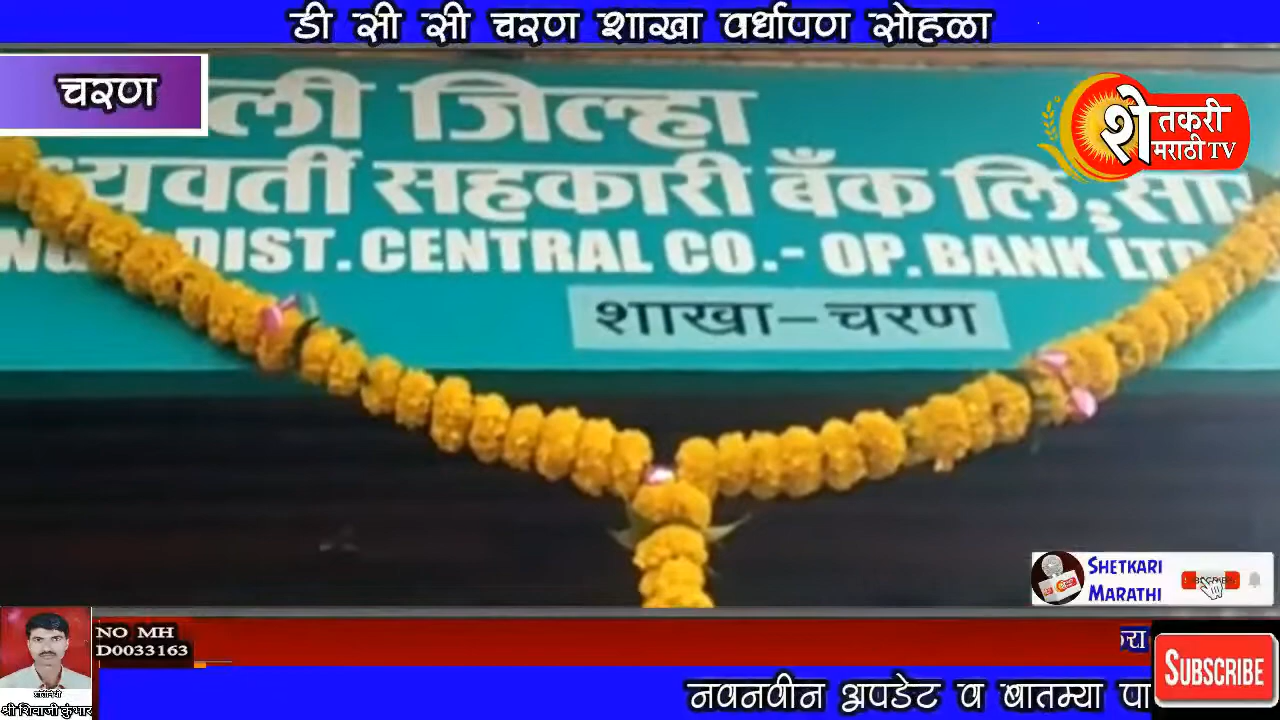 डी सी सी चरण शाखा वर्धापण सोहळा
चरण
ली जिल्हा
ध्यवर्ती सहकारी बँक लि;सां
DIST. CENTRAL CO.- OP. BANK LTD
शाखा-चरण
शेतकरी
मराठी TV
SHETKARI
MARATHI
NO MH
D0033163
श्री शिवाजी कुंभार
SUBSCRIBE
नवनवीन अपडेट व बातम्या पा